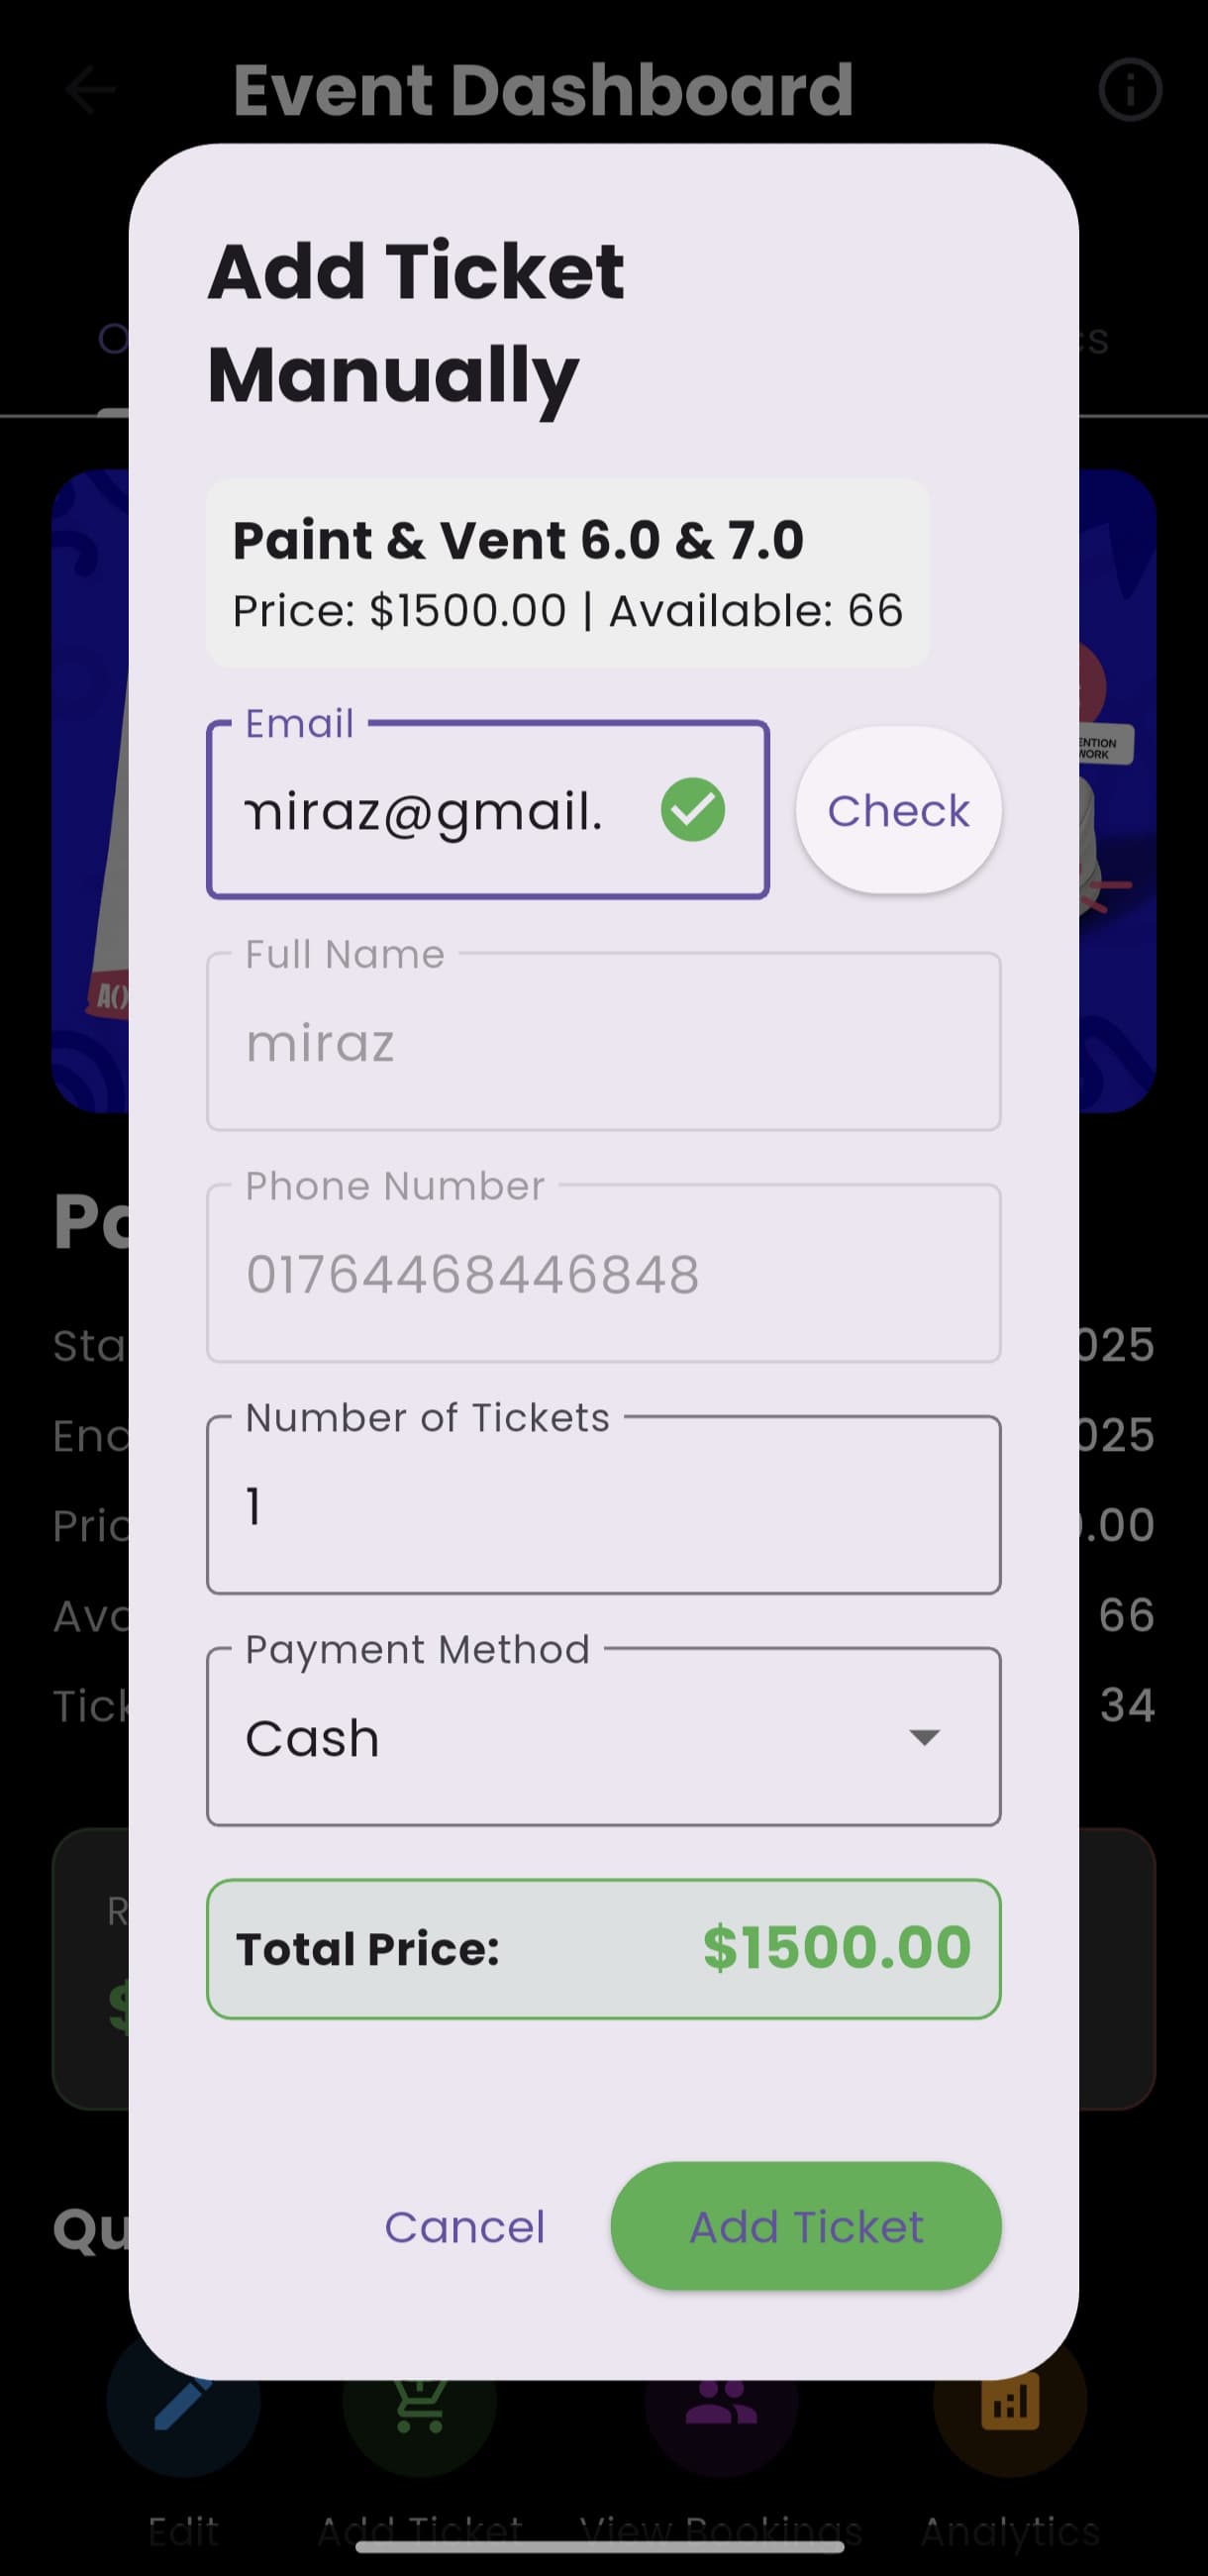 Event Dashboard
Add Ticket
Manually
Paint & Vent 6.0 & 7.0
Price: $1500.00 | Available: 66
Email
miraz@gmail.
Check
Full Name
miraz
Phone Number
01764468446848
Number of Tickets
1
Payment Method
Cash
Total Price:
$1500.00
Cancel
Add Ticket
66
34
Edit
Add Ticket
View Bookings
Analytics